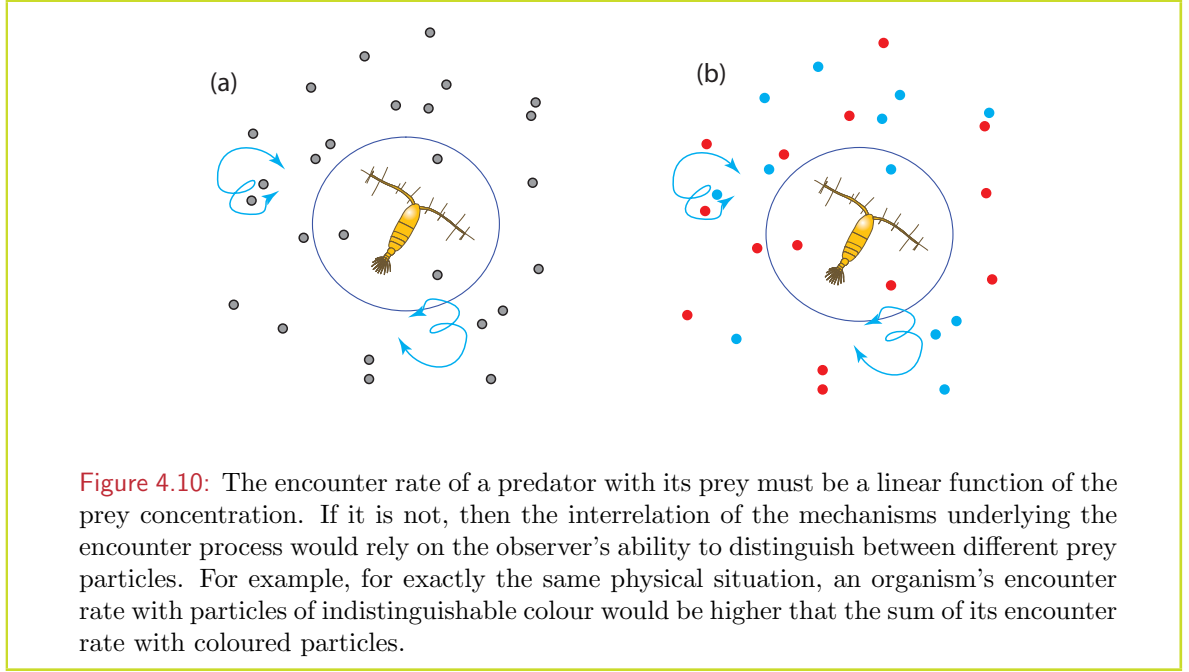 (a)
(b)
Figure 4.10: The encounter rate of a predator with its prey must be a linear function of the
prey concentration. If it is not, then the interrelation of the mechanisms underlying the
encounter process would rely on the observer's ability to distinguish between different prey
particles. For example, for exactly the same physical situation, an organism's encounter
rate with particles of indistinguishable colour would be higher that the sum of its encounter
rate with coloured particles.